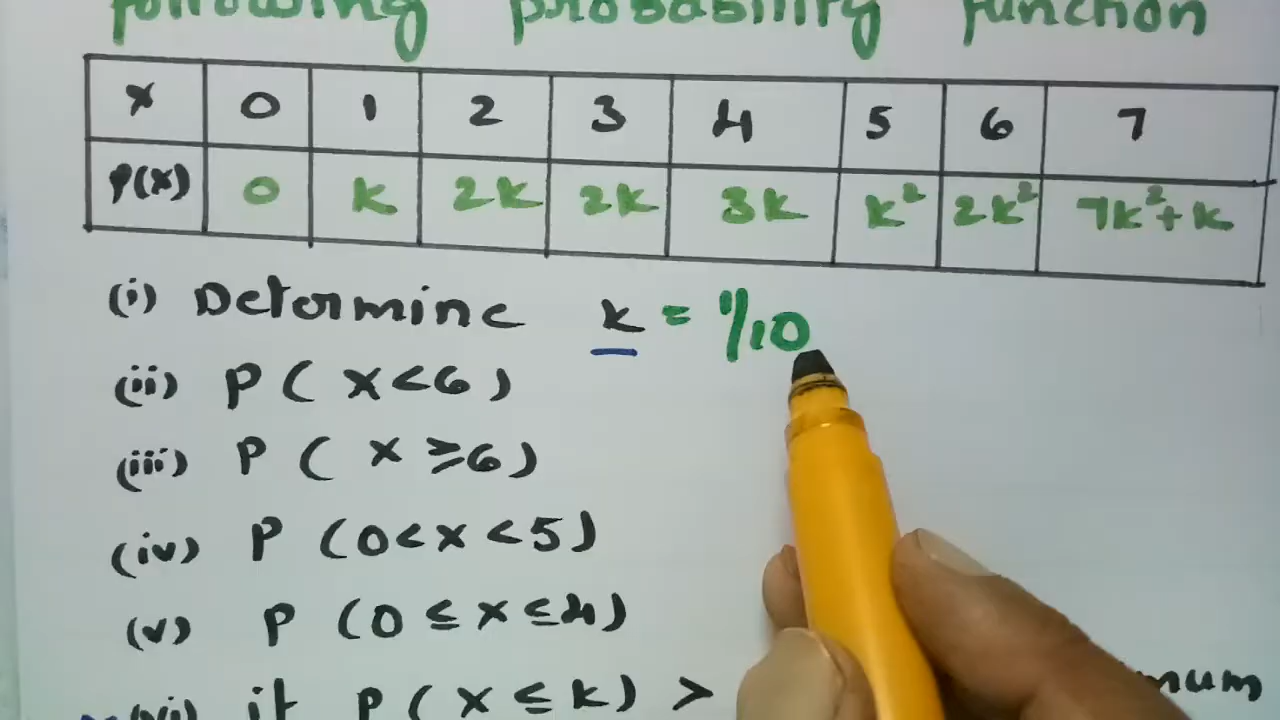 following probability function
x 0 1 2 3 4 5 6 7
P(x) 0 k 2k 2k 3k k² 2k² 7k²+k
(i) Determine k = 1/10
(ii) P(x<6)
(iii) P(x≥6)
(iv) P(0<x<5)
(v) P(0≤x≤4)
(vi) if P(x≤k) >